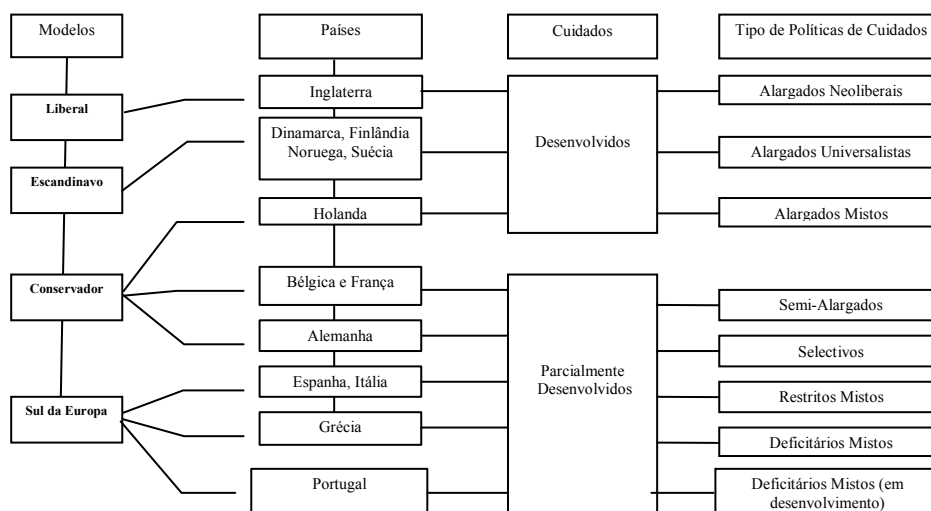 Modelos
Países
Cuidados
Tipo de Políticas de Cuidados
Liberal
Inglaterra
Desenvolvidos
Alargados Neoliberais
Dinamarca, Finlândia
Noruega, Suécia
Alargados Universalistas
Escandinavo
Holanda
Alargados Mistos
Conservador
Bélgica e França
Parcialmente
Desenvolvidos
Semi-Alargados
Alemanha
Selectivos
Sul da Europa
Espanha, Itália
Restritos Mistos
Grécia
Deficitários Mistos
Portugal
Deficitários Mistos (em
desenvolvimento)